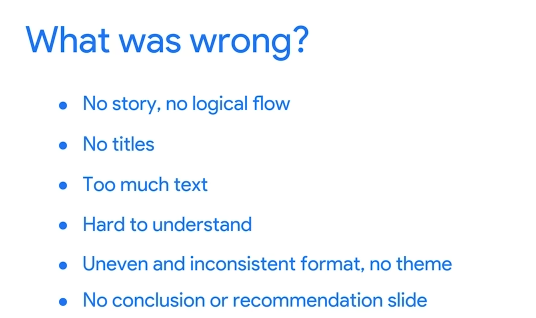 What was wrong?
● No story, no logical flow
● No titles
● Too much text
● Hard to understand
● Uneven and inconsistent format, no theme
● No conclusion or recommendation slide